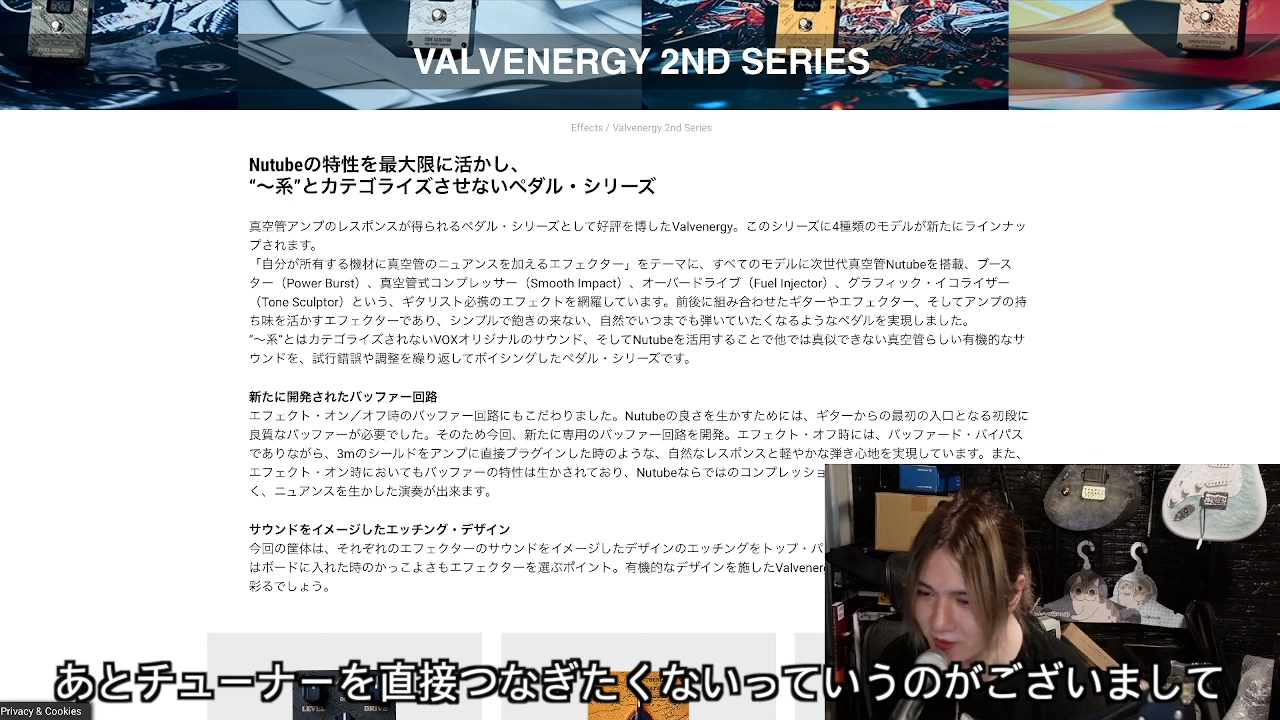 VALVENERGY 2ND SERIES
Effects / Valvenergy 2nd Series
Nutubeの特性を最大限に活かし、
“〜系”とカテゴライズさせないペダル・シリーズ
真空管アンプのレスポンスが得られるペダル・シリーズとして好評を博したValvenergy。このシリーズに4種類のモデルが新たにラインナッ
プされます。
「自分が所有する機材に真空管のニュアンスを加えるエフェクター」をテーマに、すべてのモデルに次世代真空管Nutubeを搭載、ブース
ター（Power Burst）、真空管式コンプレッサー（Smooth Impact）、オーバードライブ（Fuel Injector）、グラフィック・イコライザー
（Tone Sculptor）という、ギタリスト必携のエフェクトを網羅しています。前後に組み合わせたギターやエフェクター、そしてアンプの持
ち味を活かすエフェクターであり、シンプルで飽きの来ない、自然でいつまでも弾いていたくなるようなペダルを実現しました。
”〜系”とはカテゴライズされないVOXオリジナルのサウンド、そしてNutubeを活用することで他では真似できない真空管らしい有機的なサ
ウンドを、試行錯誤や調整を繰り返してボイシングしたペダル・シリーズです。
新たに開発されたバッファー回路
エフェクト・オン／オフ時のバッファー回路にもこだわりました。Nutubeの良さを生かすためには、ギターからの最初の入口となる初段に
良質なバッファーが必要でした。そのため今回、新たに専用のバッファー回路を開発。エフェクト・オフ時には、バッファード・バイパス
でありながら、3mのシールドをアンプに直接プラグインした時のような、自然なレスポンスと軽やかな弾き心地を実現しています。また、
エフェクト・オン時においてもバッファーの特性は生かされており、Nutubeならではのコンプレッショ
く、ニュアンスを生かした演奏が出来ます。
サウンドをイメージしたエッチング・デザイン
今回の筐体は、それぞれのエフェクターのサウンドをイメージしたデザインのエッチングをトップ・パ
はボードに入れた時のかっこよさもエフェクターを選ぶポイント。有機的なデザインを施したValvener
彩るでしょう。
あとチューナーを直接つなぎたくないっていうのがございまして
LEVEL
DRIVE
Privacy & Cookies